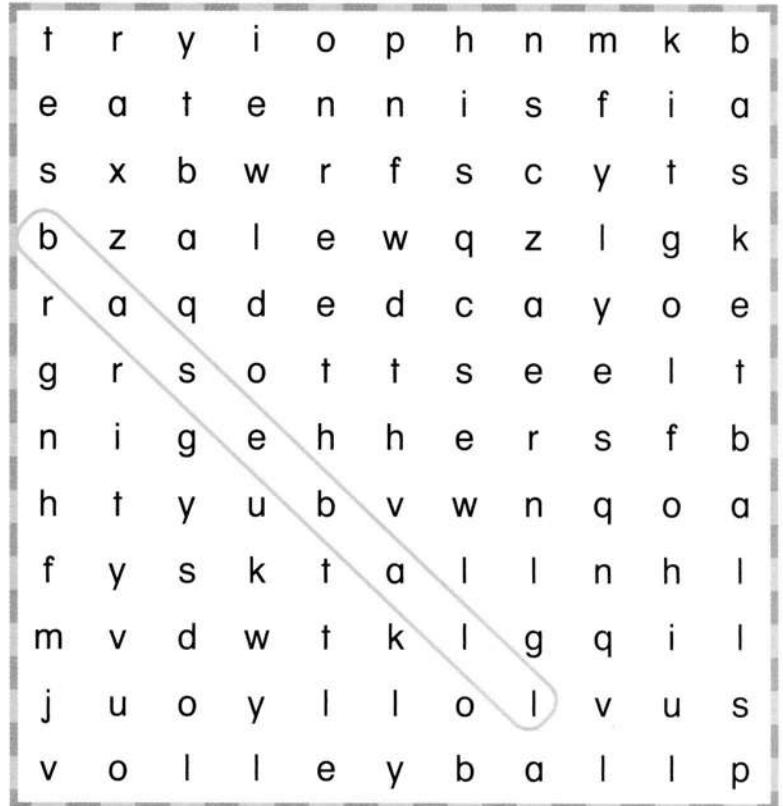 t r y i o p h n m k b
e a t e n n i s f i a
s x b w r f s c y t s
b z a l e w q z l g k
r a q d e d c a y o e
g r s o t t s e e l t
n i g e h h e r s f b
h t y u b v w n q o a
f y s k t a l l n h l
m v d w t k l g q i l
j u o y l l o l v u s
v o l l e y b a l l p